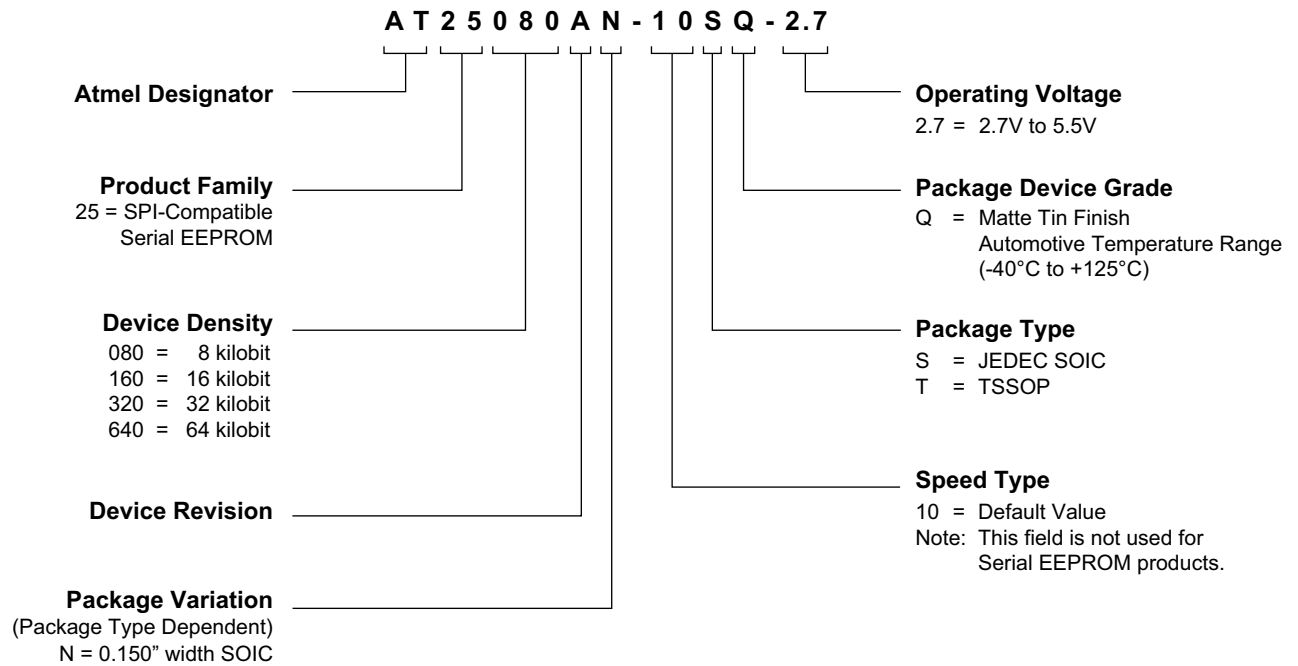 AT25080AN-10SQ-2.7
Atmel Designator
Product Family
25 = SPI-Compatible
Serial EEPROM
Device Density
080 = 8 kilobit
160 = 16 kilobit
320 = 32 kilobit
640 = 64 kilobit
Device Revision
Package Variation
(Package Type Dependent)
N = 0.150” width SOIC
Operating Voltage
2.7 = 2.7V to 5.5V
Package Device Grade
Q = Matte Tin Finish
Automotive Temperature Range
(-40°C to +125°C)
Package Type
S = JEDEC SOIC
T = TSSOP
Speed Type
10 = Default Value
Note: This field is not used for
Serial EEPROM products.